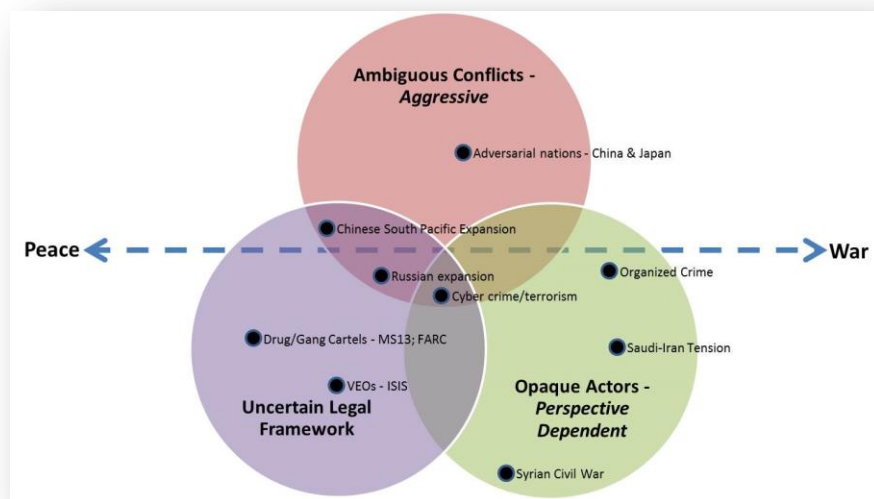 Ambiguous Conflicts -
Aggressive
Adversarial nations - China & Japan
Chinese South Pacific Expansion
Peace
War
Organized Crime
Russian expansion
Cyber crime/terrorism
Drug/Gang Cartels - MS13; FARC
Saudi-Iran Tension
VEOs - ISIS
Uncertain Legal
Framework
Opaque Actors -
Perspective
Dependent
Syrian Civil War